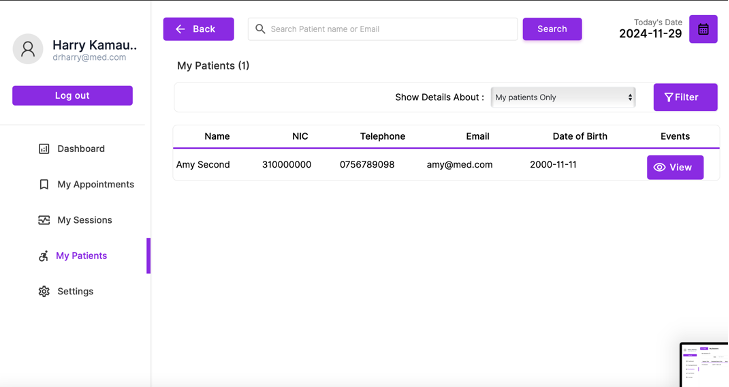 Harry Kamau..
drharry@med.com
Log out
Dashboard
My Appointments
My Sessions
My Patients
Settings
Back
Search Patient name or Email
Search
Today's Date
2024-11-29
My Patients (1)
Show Details About : My patients Only
Filter
Name NIC Telephone Email Date of Birth Events
Amy Second 310000000 0756789098 amy@med.com 2000-11-11 View